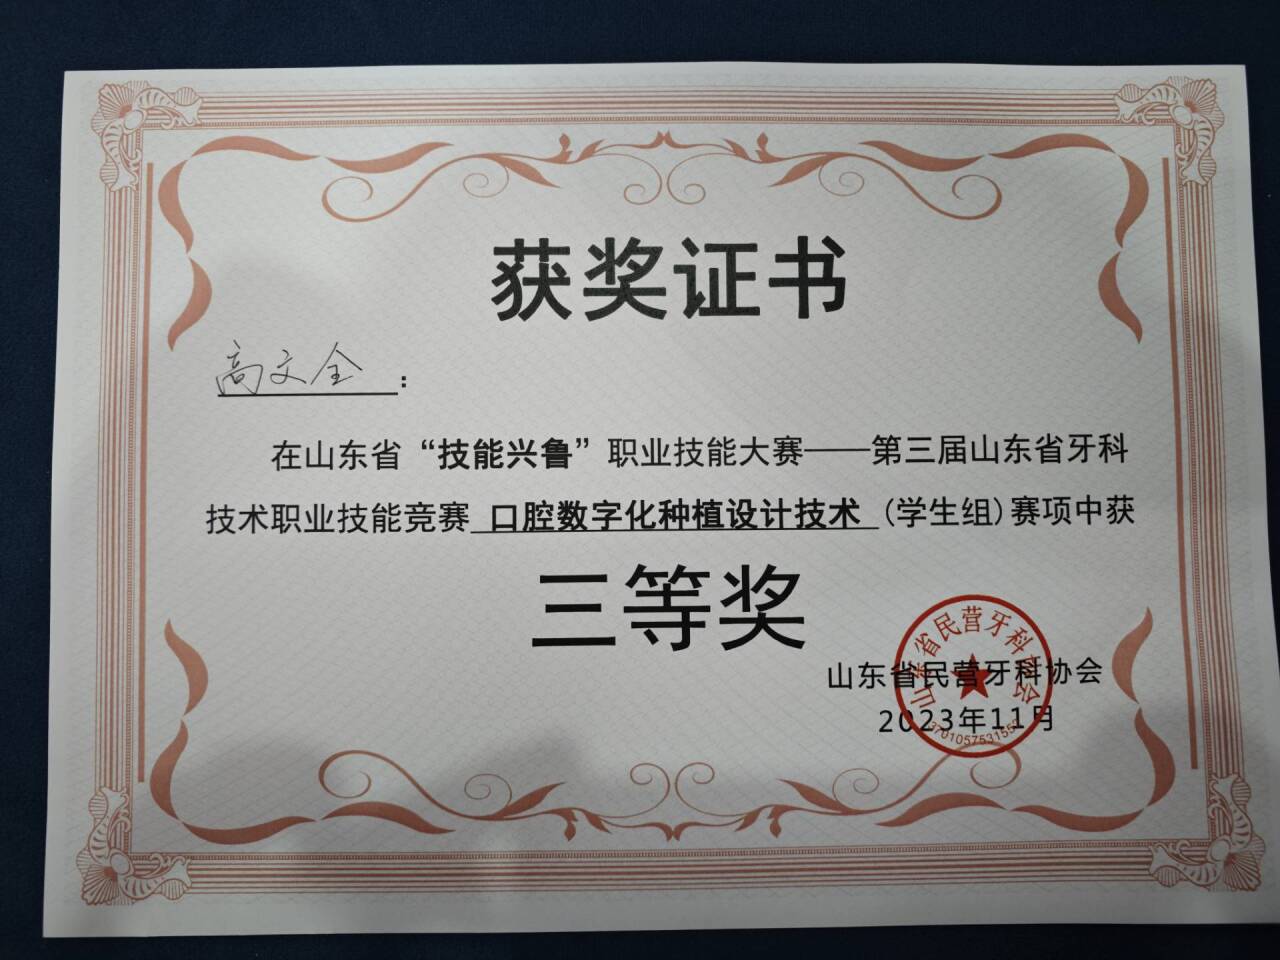 获奖证书
高文全：
在山东省“技能兴鲁”职业技能大赛——第三届山东省牙科
技术职业技能竞赛 口腔数字化种植设计技术 (学生组)赛项中获
三等奖
山东省民营牙科协会
2023年11月
山东省民营牙科协会